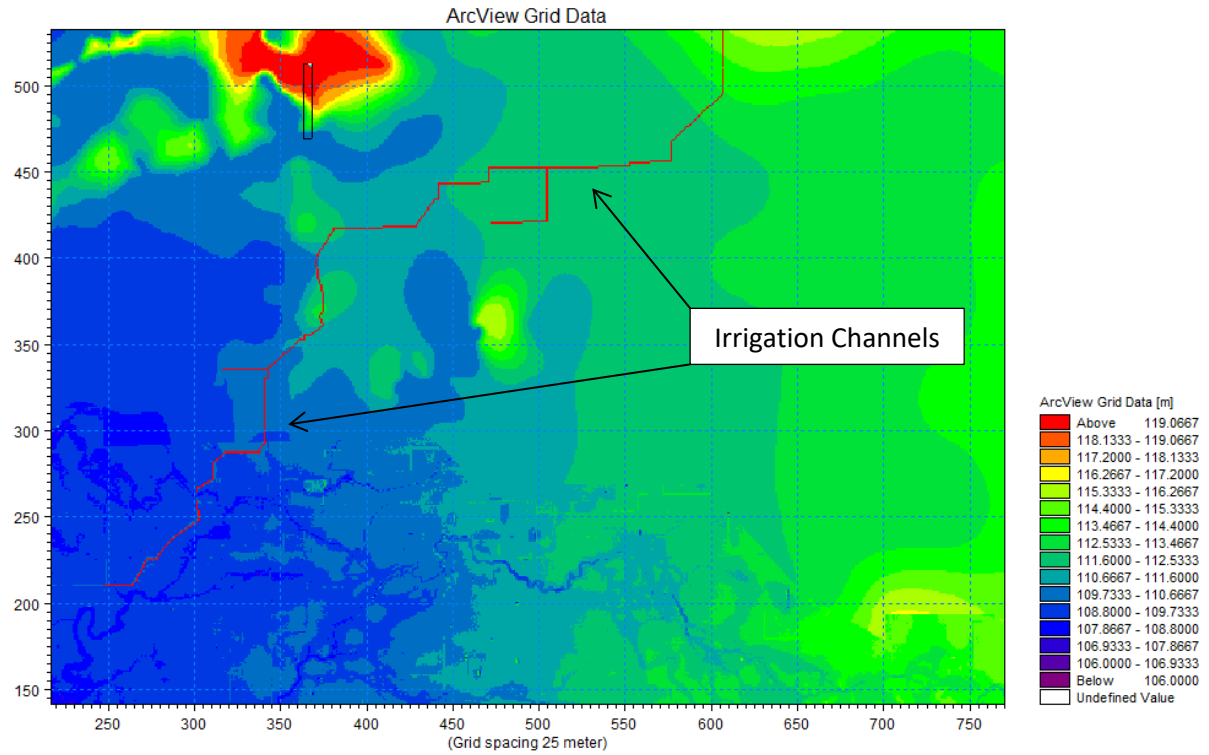 ArcView Grid Data
500
450
400
350
300
250
200
150
250 300 350 400 450 500 550 600 650 700 750
(Grid spacing 25 meter)
Irrigation Channels
ArcView Grid Data [m]
Above 119.0667
118.1333 - 119.0667
117.2000 - 118.1333
116.2667 - 117.2000
115.3333 - 116.2667
114.4000 - 115.3333
113.4667 - 114.4000
112.5333 - 113.4667
111.6000 - 112.5333
110.6667 - 111.6000
109.7333 - 110.6667
108.8000 - 109.7333
107.8667 - 108.8000
106.9333 - 107.8667
106.0000 - 106.9333
Below 106.0000
Undefined Value